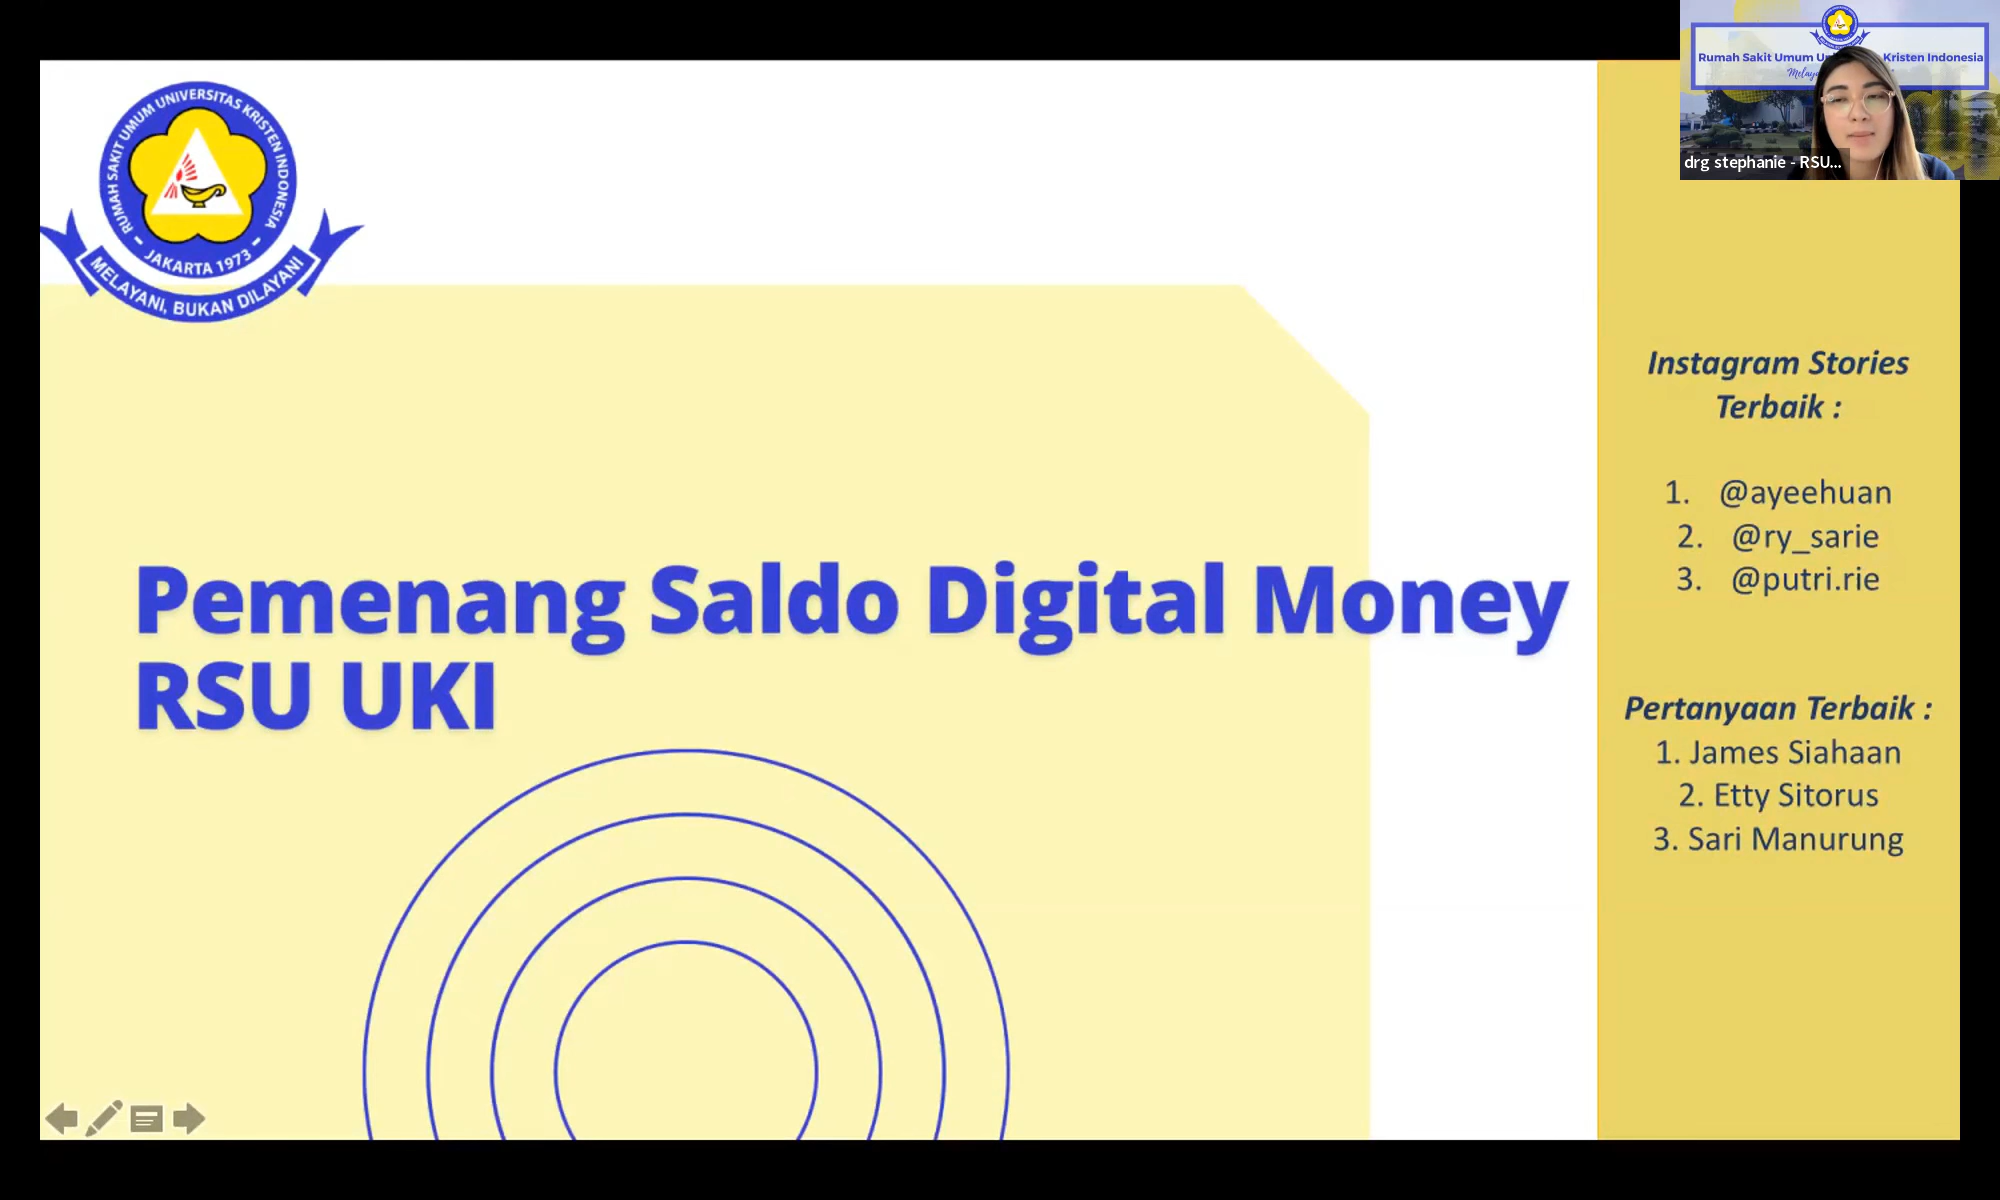 RUMAH SAKIT UMUM UNIVERSITAS KRISTEN INDONESIA
– JAKARTA 1973 –
MELAYANI, BUKAN DILAYANI
Pemenang Saldo Digital Money
RSU UKI
Rumah Sakit Umum Kristen Indonesia
drg stephanie - RSU...
Instagram Stories
Terbaik :
1. @ayeehuan
2. @ry_sarie
3. @putri.rie
Pertanyaan Terbaik :
1. James Siahaan
2. Etty Sitorus
3. Sari Manurung